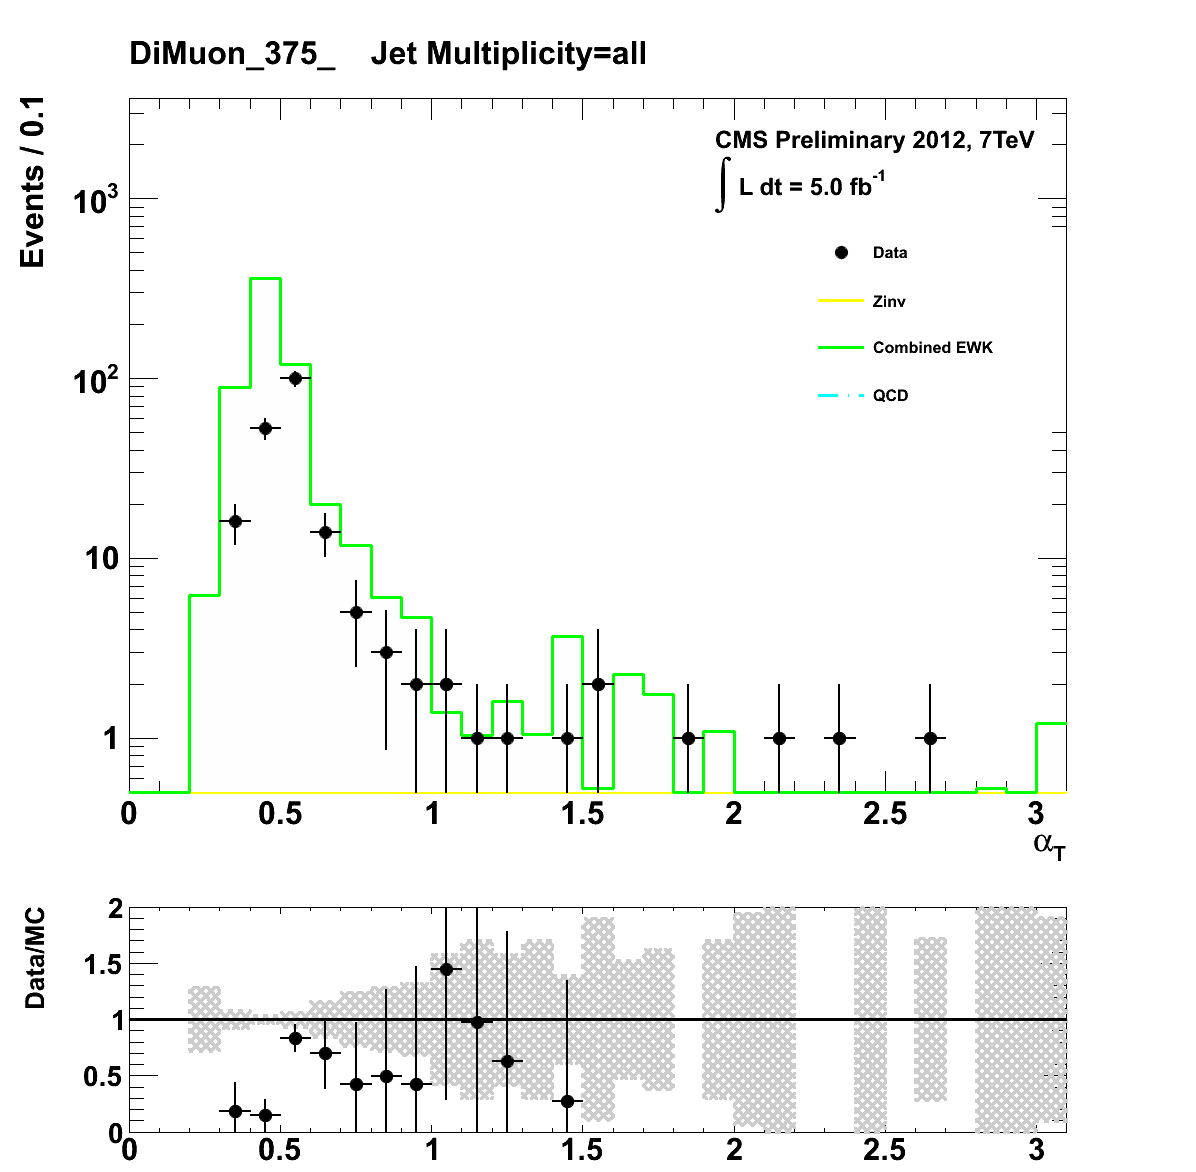 DiMuon_375_ Jet Multiplicity=all
Events / 0.1
CMS Preliminary 2012, 7TeV
∫ L dt = 5.0 fb⁻¹
Data
Zinv
Combined EWK
QCD
10³
10²
10
1
0 0.5 1 1.5 2 2.5 3
α_T
Data/MC
2
1.5
1
0.5
0
0 0.5 1 1.5 2 2.5 3